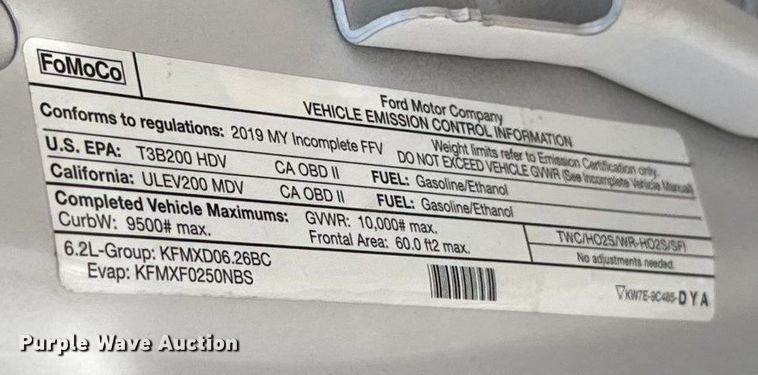 FoMoCo
Ford Motor Company
VEHICLE EMISSION CONTROL INFORMATION
Conforms to regulations: 2019 MY Incomplete FFV
Weight limits refer to Emission Certification only.
DO NOT EXCEED VEHICLE GVWR (See Incomplete Vehicle Manual)
U.S. EPA: T3B200 HDV CA OBD II FUEL: Gasoline/Ethanol
California: ULEV200 MDV CA OBD II FUEL: Gasoline/Ethanol
Completed Vehicle Maximums: GVWR: 10,000# max.
CurbW: 9500# max. Frontal Area: 60.0 ft2 max.
TWC/HO2S/WR-HO2S/SFI
No adjustments needed.
6.2L-Group: KFMXD06.26BC
Evap: KFMXF0250NBS
KW7E-9C485-DYA
Purple Wave Auction